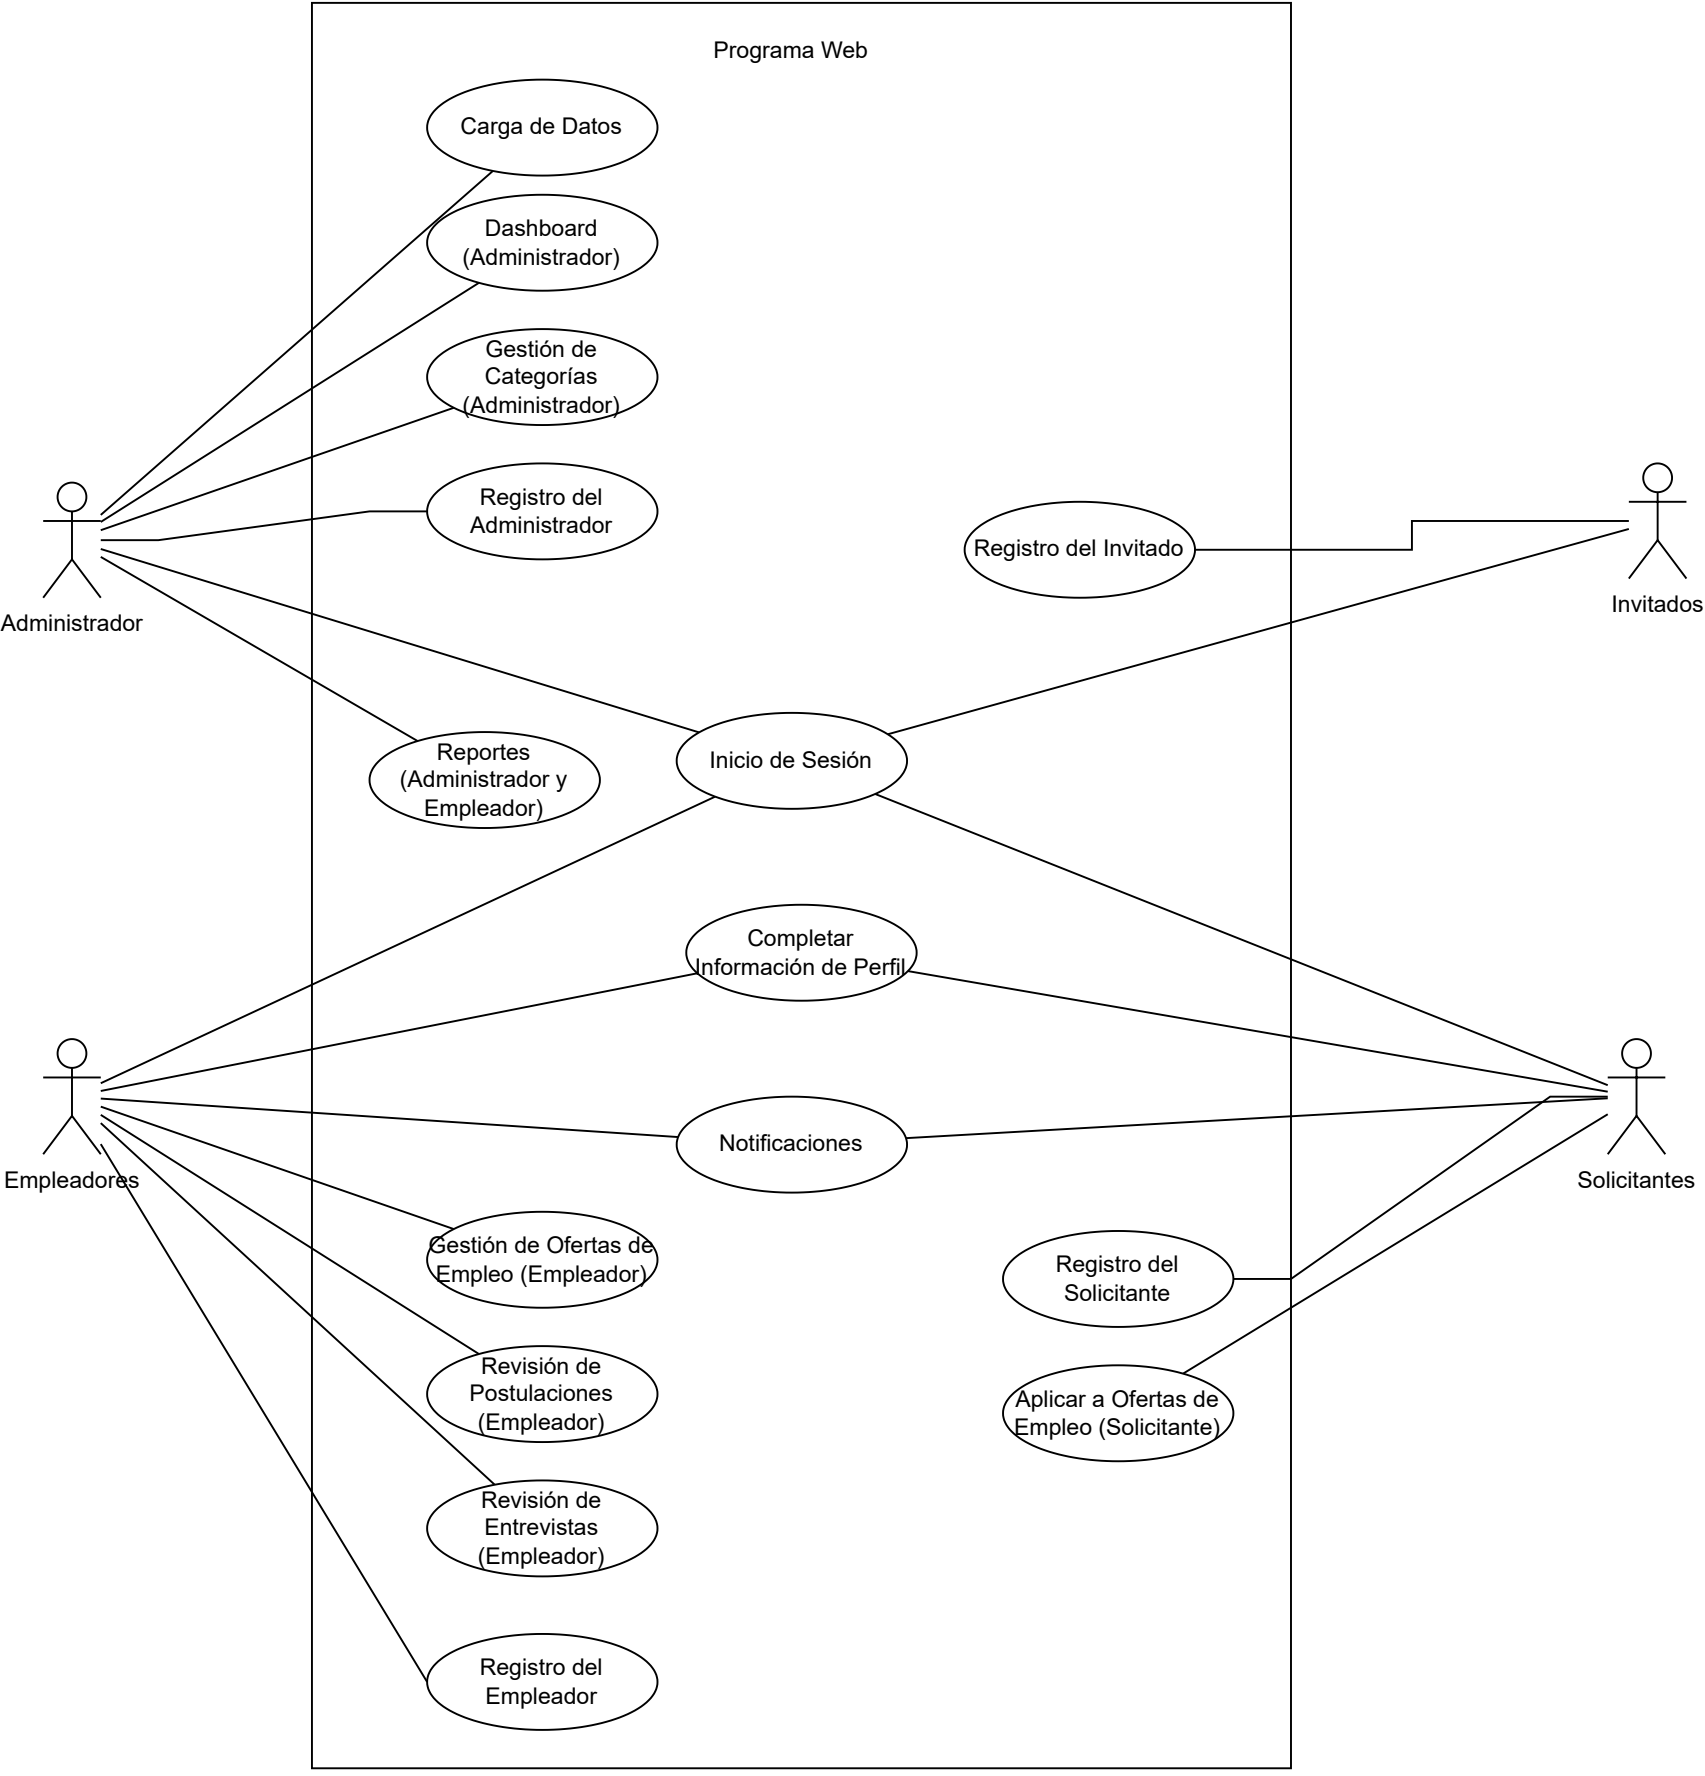 Programa Web
Carga de Datos
Dashboard
(Administrador)
Gestión de
Categorías
(Administrador)
Registro del
Administrador
Registro del Invitado
Administrador
Invitados
Reportes
(Administrador y
Empleador)
Inicio de Sesión
Completar
Información de Perfil
Notificaciones
Empleadores
Solicitantes
Gestión de Ofertas de
Empleo (Empleador)
Registro del
Solicitante
Revisión de
Postulaciones
(Empleador)
Aplicar a Ofertas de
Empleo (Solicitante)
Revisión de
Entrevistas
(Empleador)
Registro del
Empleador